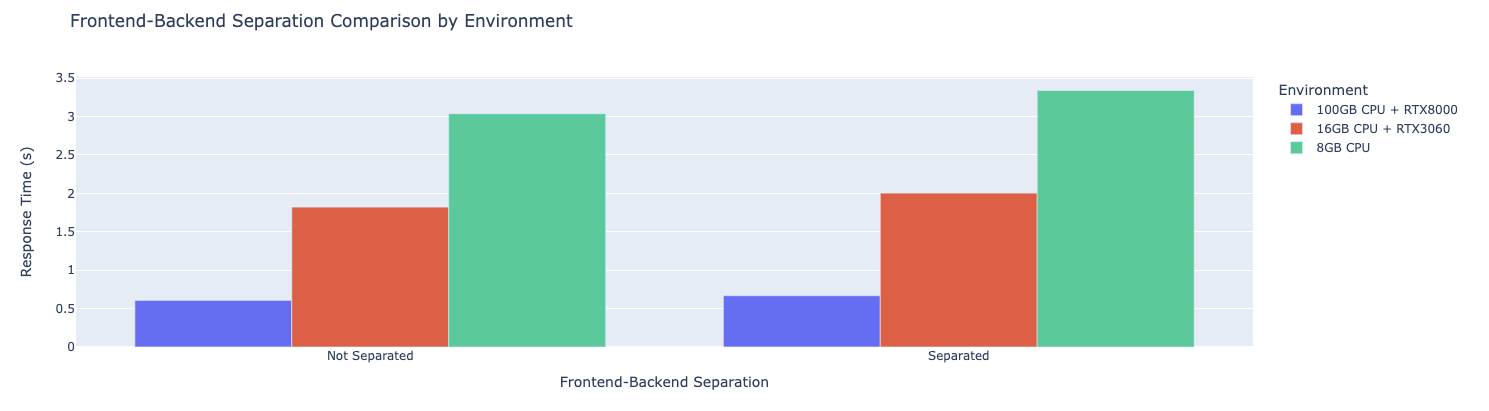 Frontend-Backend Separation Comparison by Environment
Response Time (s)
3.5
3
2.5
2
1.5
1
0.5
0
Not Separated
Separated
Frontend-Backend Separation
Environment
100GB CPU + RTX8000
16GB CPU + RTX3060
8GB CPU